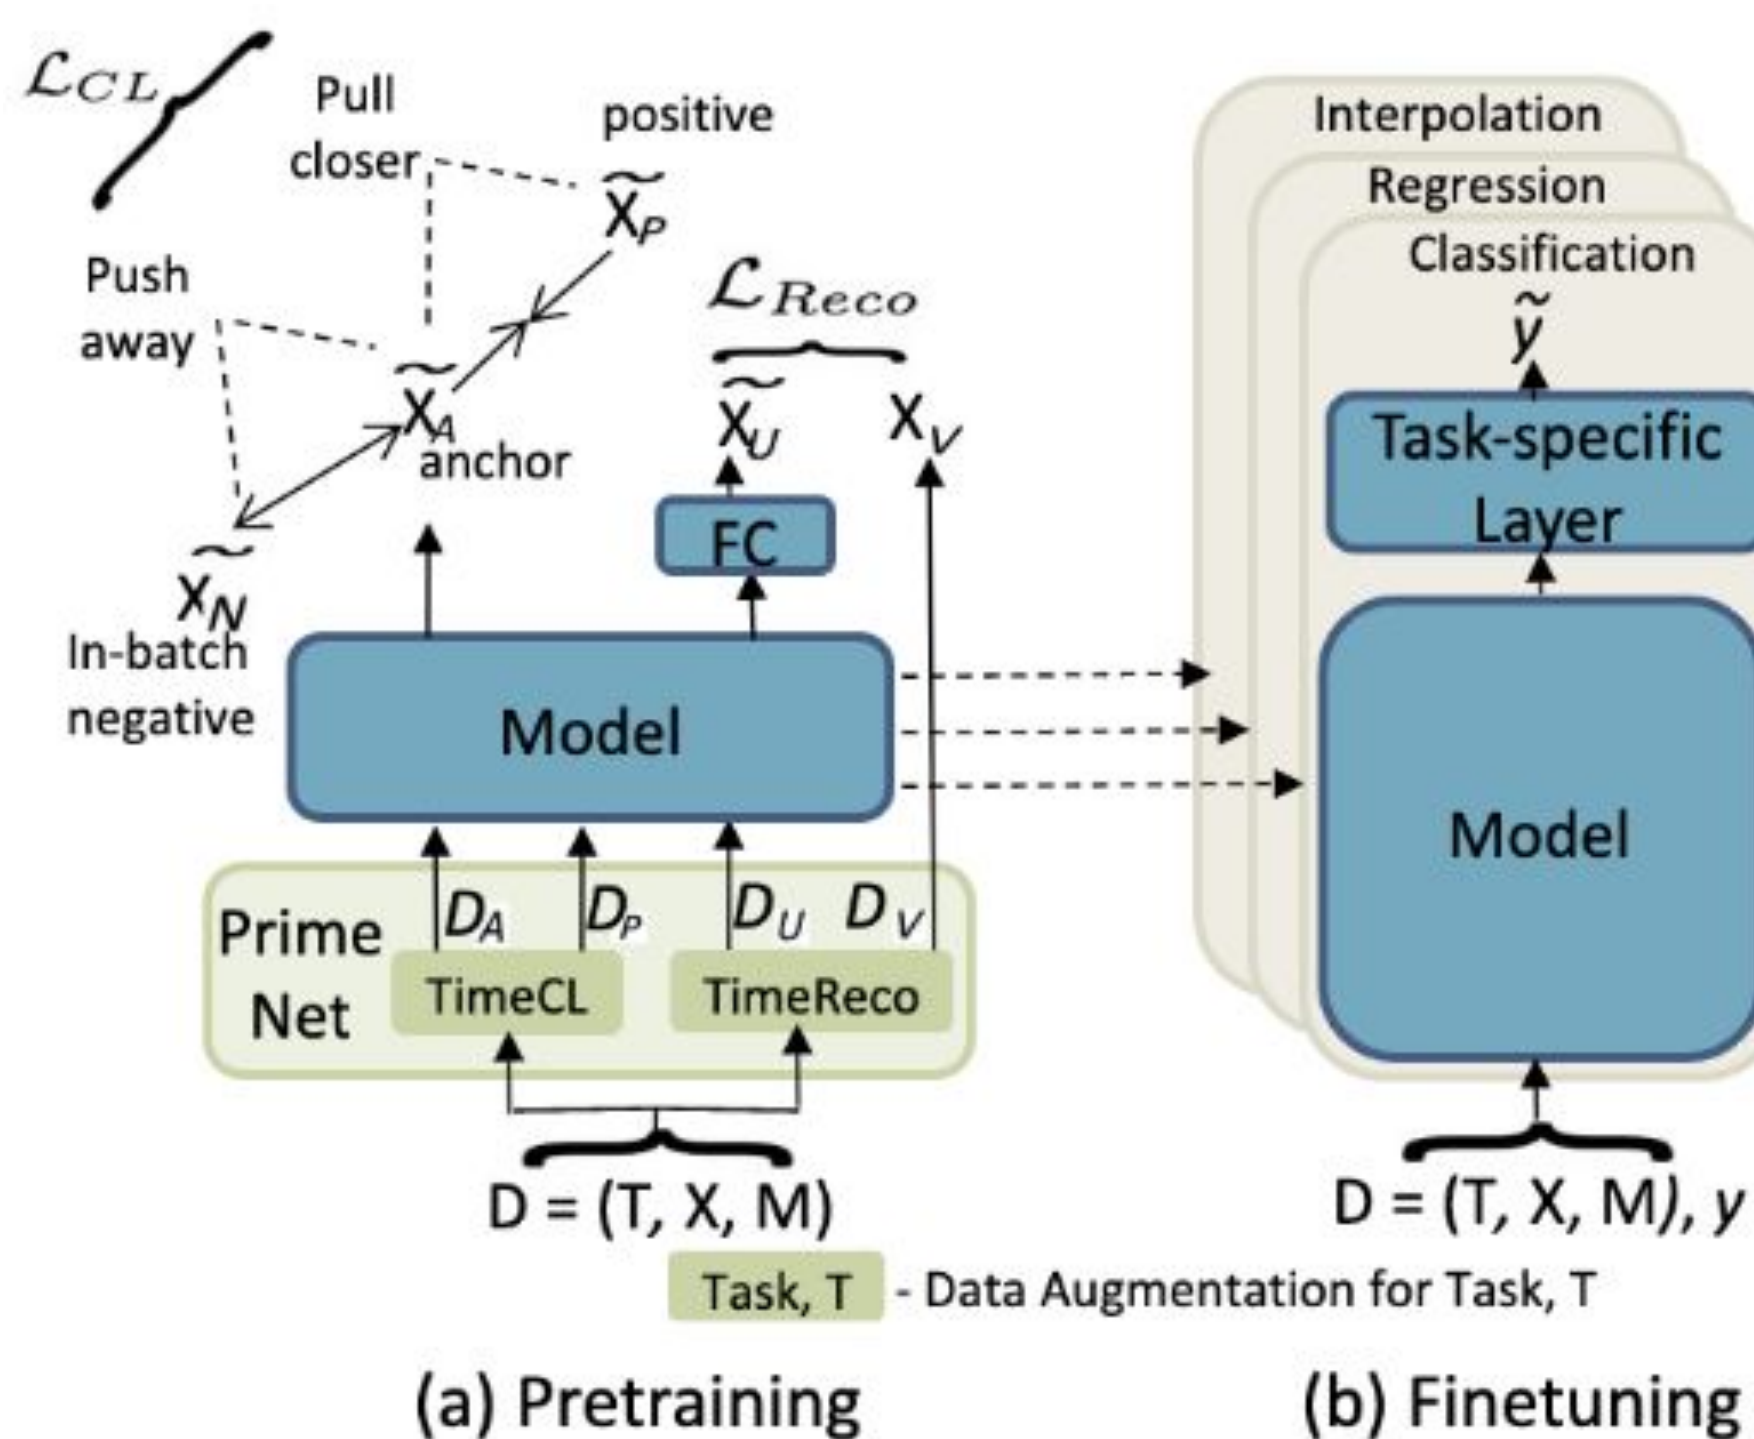 ℒ_CL
Pull
closer
positive
X̃_P
Push
away
X̃_A
anchor
X̃_N
In-batch
negative
ℒ_Reco
X̃_U
X_V
FC
Model
D_A
D_P
D_U
D_V
Prime
Net
TimeCL
TimeReco
D = (T, X, M)
Interpolation
Regression
Classification
ỹ
Task-specific
Layer
Model
D = (T, X, M), y
Task, T - Data Augmentation for Task, T
(a) Pretraining
(b) Finetuning